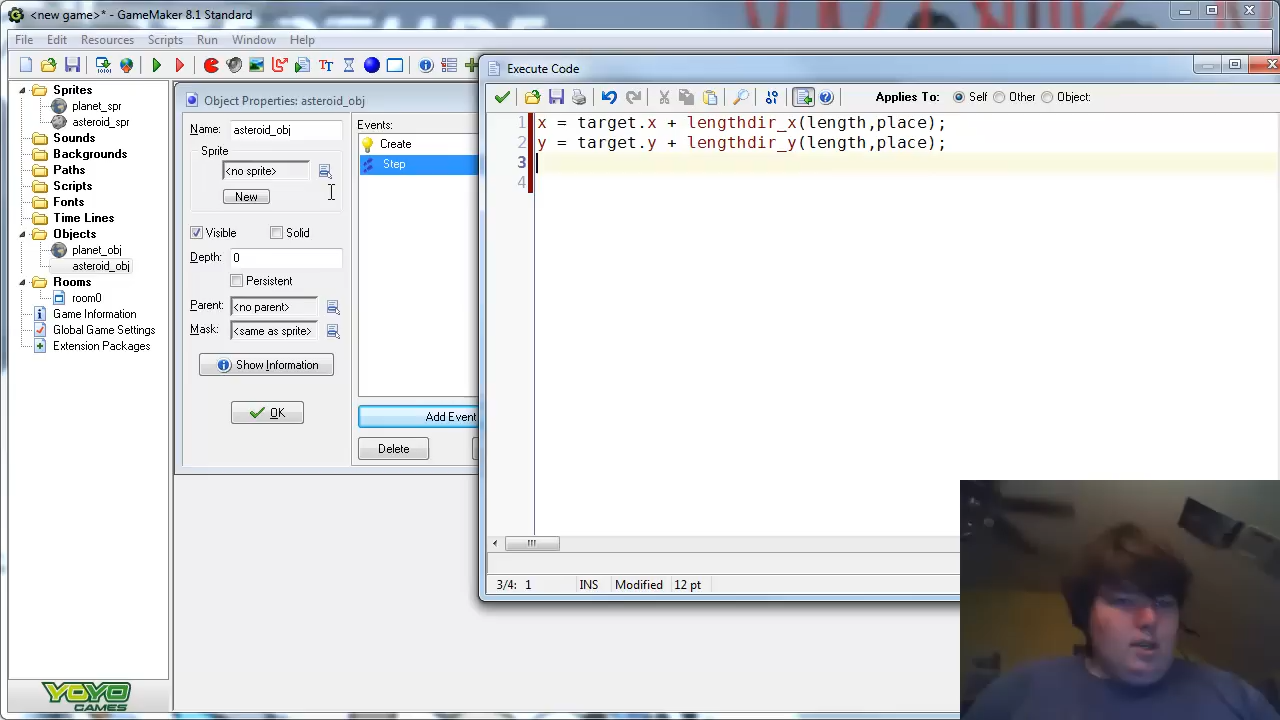 <new game>* - GameMaker 8.1 Standard
File Edit Resources Scripts Run Window Help
Sprites
planet_spr
asteroid_spr
Sounds
Backgrounds
Paths
Scripts
Fonts
Time Lines
Objects
planet_obj
asteroid_obj
Rooms
room0
Game Information
Global Game Settings
Extension Packages
YOYO
GAMES
Object Properties: asteroid_obj
Name: asteroid_obj
Sprite
<no sprite>
New
Visible Solid
Depth: 0
Persistent
Parent: <no parent>
Mask: <same as sprite>
Show Information
OK
Events:
Create
Step
Add Event
Delete
Execute Code
Applies To: Self Other Object:
1 x = target.x + lengthdir_x(length,place);
2 y = target.y + lengthdir_y(length,place);
3
4
3/4: 1 INS Modified 12 pt